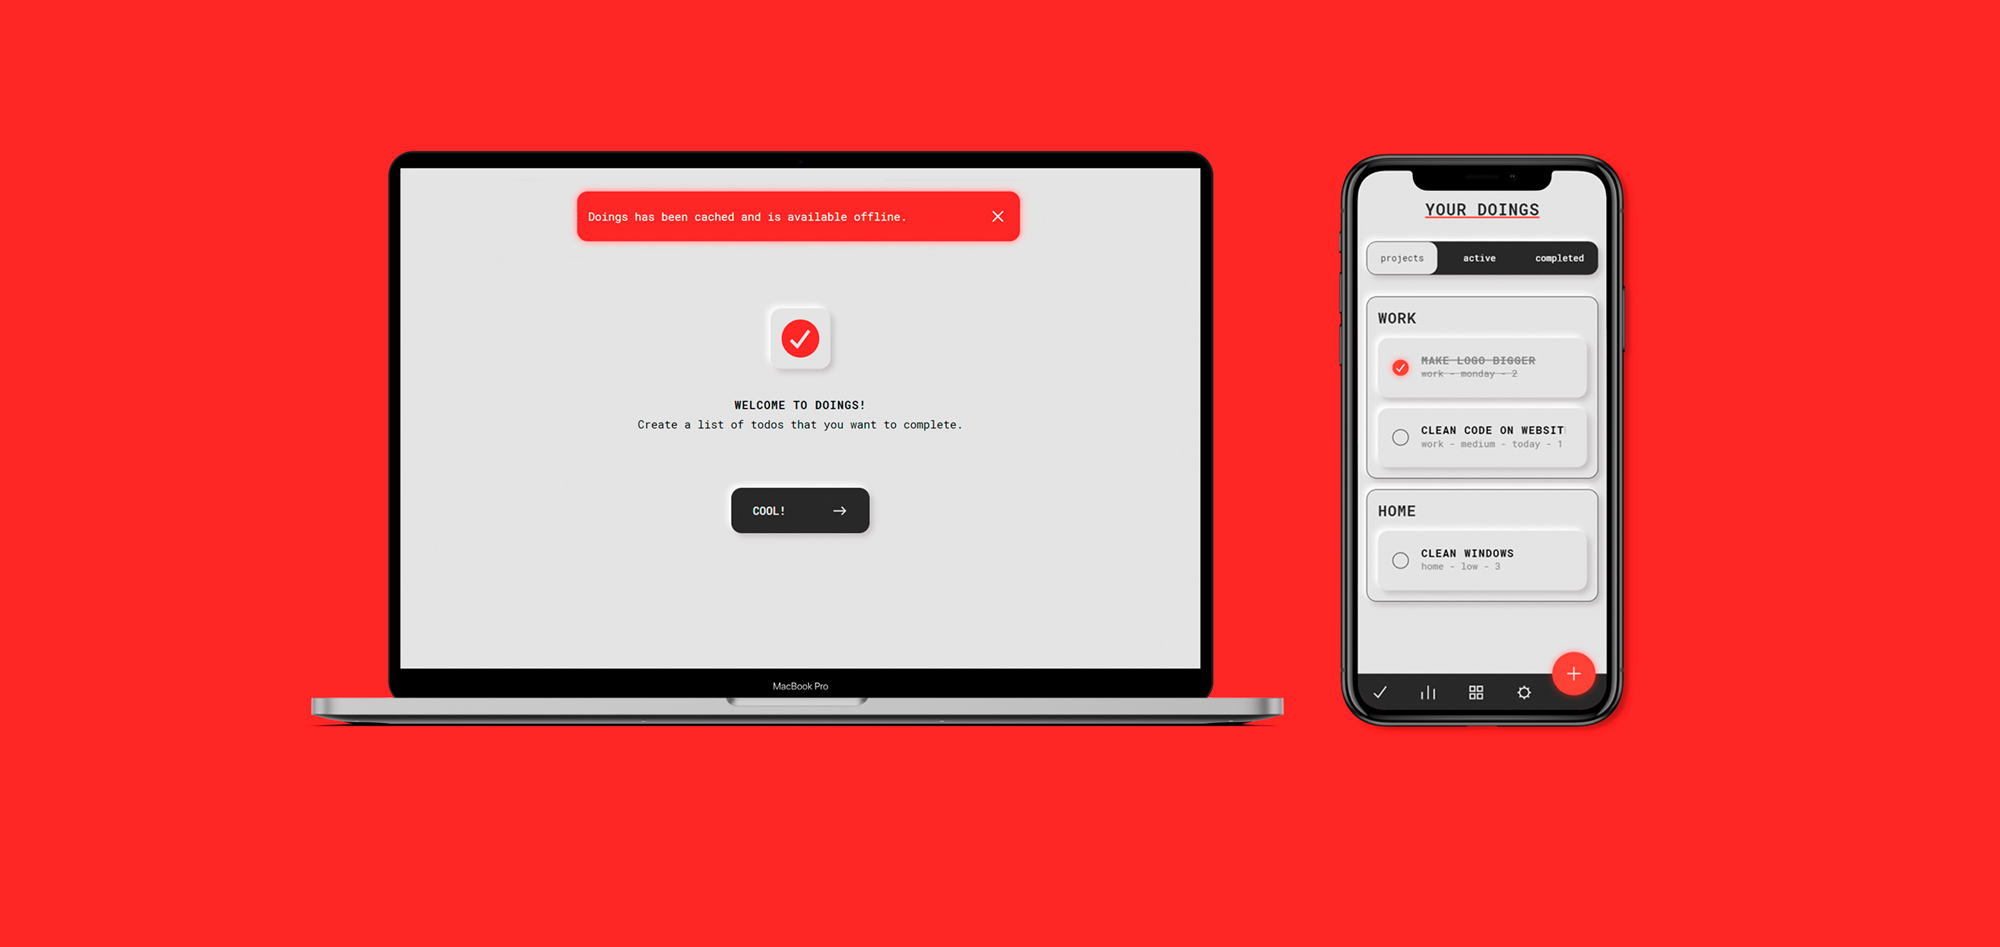 Doings has been cached and is available offline.
WELCOME TO DOINGS!
Create a list of todos that you want to complete.
COOL!
MacBook Pro
YOUR DOINGS
projects active completed
WORK
MAKE LOGO BIGGER
work - monday - 2
CLEAN CODE ON WEBSIT
work - medium - today - 1
HOME
CLEAN WINDOWS
home - low - 3